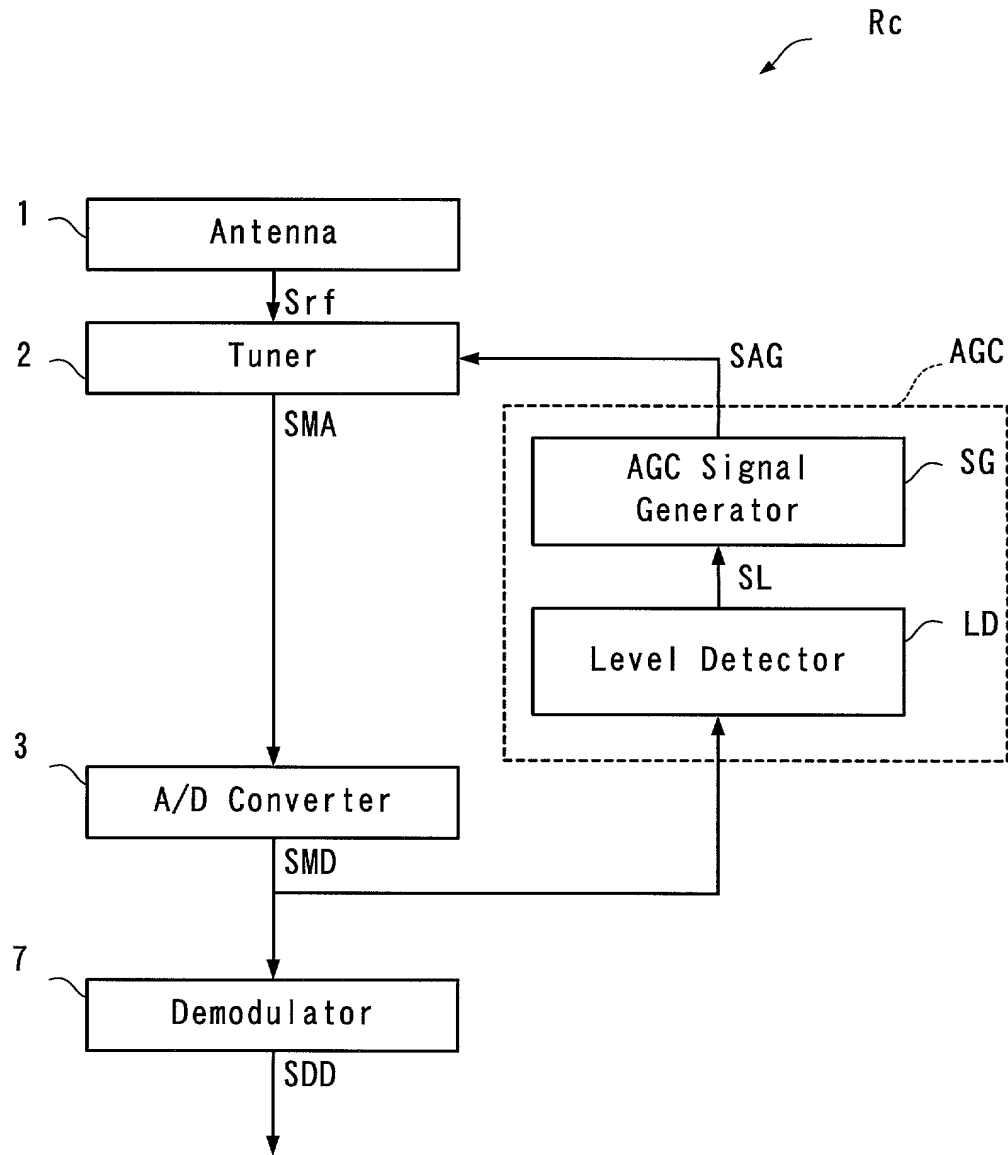 Rc
1
Antenna
Srf
2
Tuner
SAG
AGC
SMA
AGC Signal
Generator
SG
SL
Level Detector
LD
3
A/D Converter
SMD
7
Demodulator
SDD